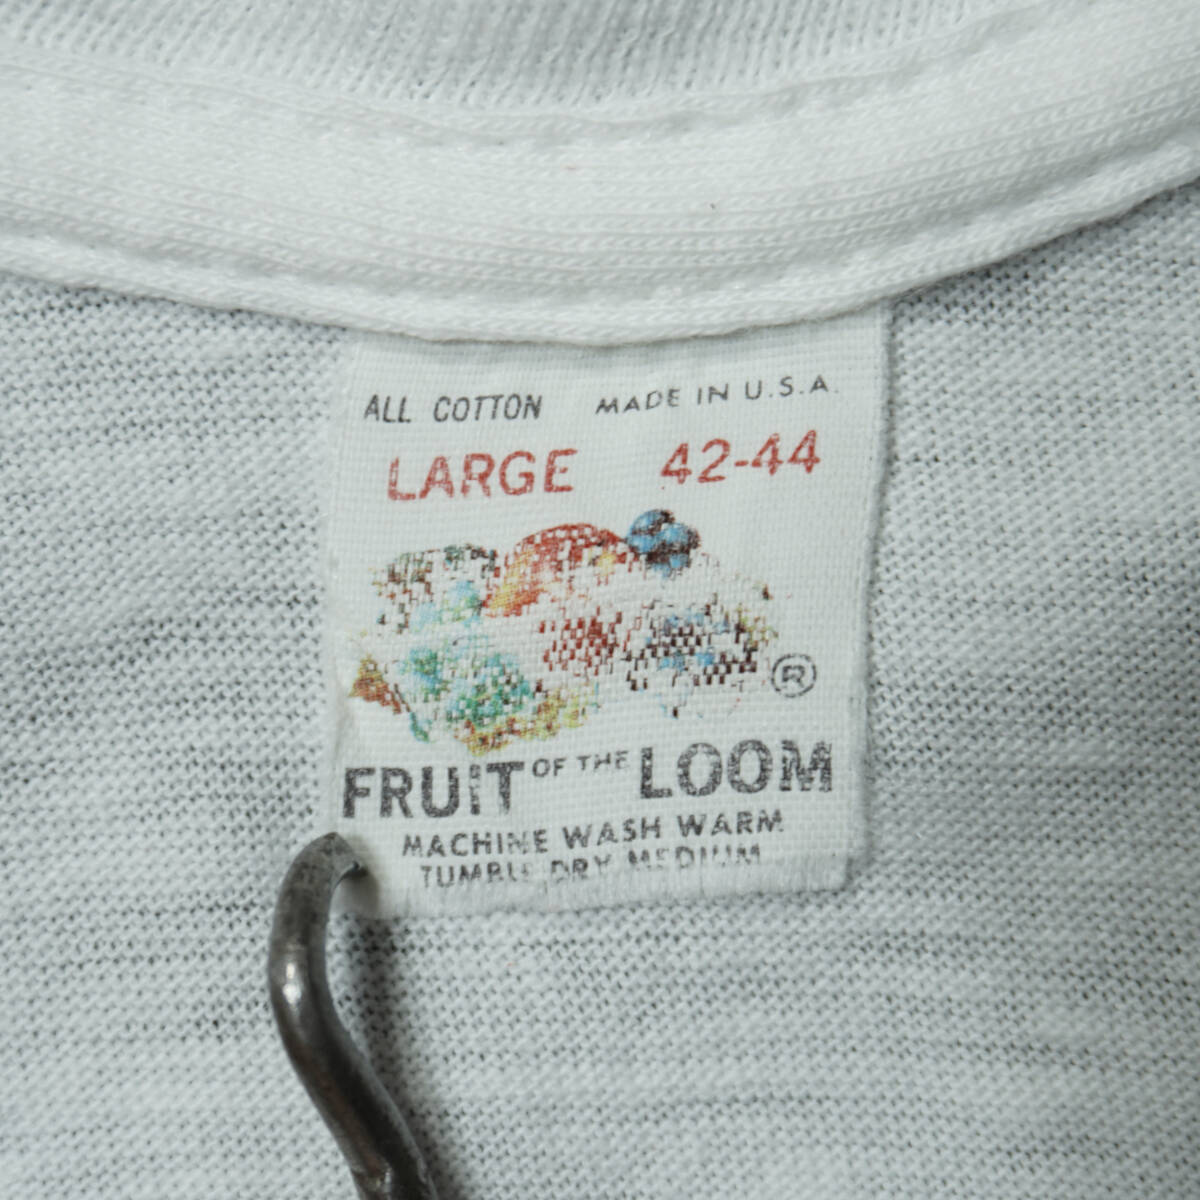 ALL COTTON MADE IN U.S.A.
LARGE 42-44
®
FRUIT OF THE LOOM
MACHINE WASH WARM
TUMBLE DRY MEDIUM